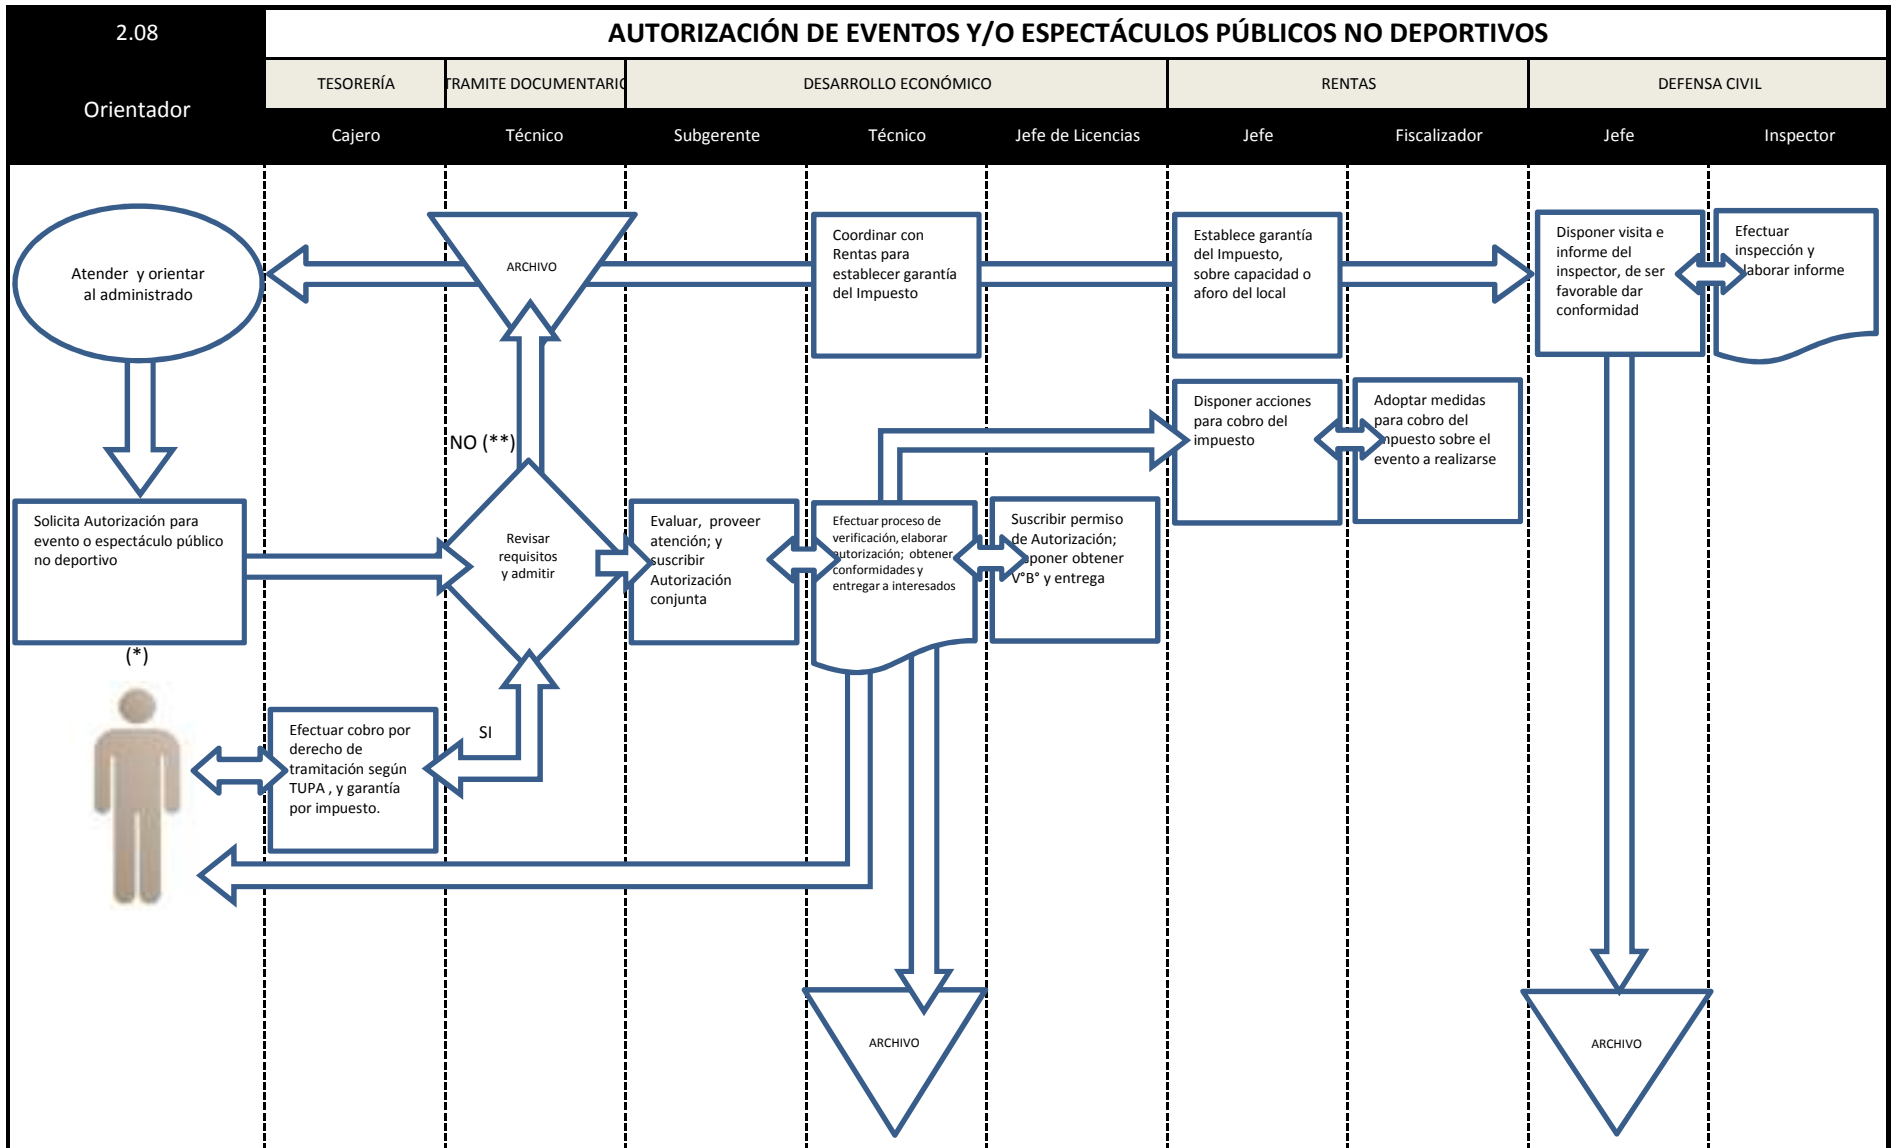 2.08
AUTORIZACIÓN DE EVENTOS Y/O ESPECTÁCULOS PÚBLICOS NO DEPORTIVOS
Orientador
TESORERÍA
TRAMITE DOCUMENTARIO
DESARROLLO ECONÓMICO
RENTAS
DEFENSA CIVIL
Cajero
Técnico
Subgerente
Técnico
Jefe de Licencias
Jefe
Fiscalizador
Jefe
Inspector
Atender y orientar
al administrado
ARCHIVO
Coordinar con
Rentas para
establecer garantía
del Impuesto
Establece garantía
del Impuesto,
sobre capacidad o
aforo del local
Disponer visita e
informe del
inspector, de ser
favorable dar
conformidad
Efectuar
inspección y
elaborar informe
NO (**)
Disponer acciones
para cobro del
impuesto
Adoptar medidas
para cobro del
impuesto sobre el
evento a realizarse
Solicita Autorización para
evento o espectáculo público
no deportivo
(*)
Revisar
requisitos
y admitir
Evaluar, proveer
atención; y
suscribir
Autorización
conjunta
Efectuar proceso de
verificación, elaborar
autorización; obtener
conformidades y
entregar a interesados
Suscribir permiso
de Autorización;
disponer obtener
V°B° y entrega
SI
Efectuar cobro por
derecho de
tramitación según
TUPA , y garantía
por impuesto.
ARCHIVO
ARCHIVO